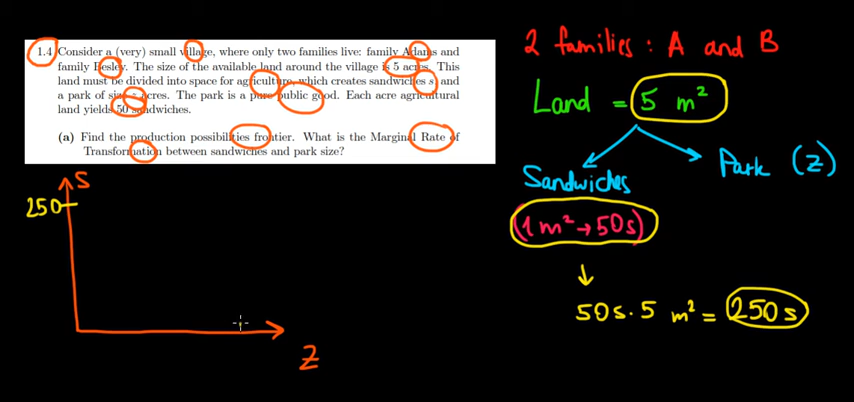 1.4 Consider a (very) small village, where only two families live: family Adams and
family Besley. The size of the available land around the village is 5 acres. This
land must be divided into space for agriculture, which creates sandwiches s, and
a park of size z acres. The park is a pure public good. Each acre agricultural
land yields 50 sandwiches.
(a) Find the production possibilities frontier. What is the Marginal Rate of
Transformation between sandwiches and park size?
2 families: A and B
Land = 5 m²
Sandwiches
Park (Z)
(1 m² → 50s)
50s · 5 m² = 250s
S
250
Z